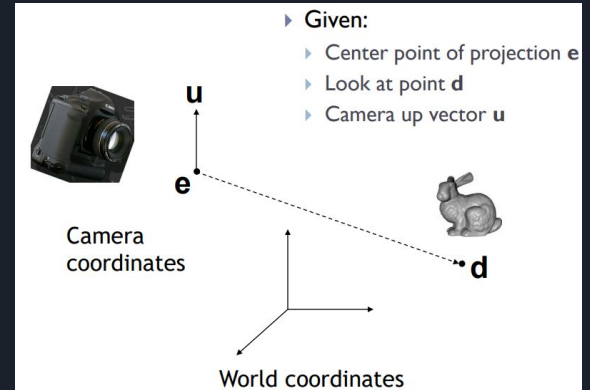 Given:
Center point of projection e
Look at point d
Camera up vector u
u
e
Camera
coordinates
d
World coordinates